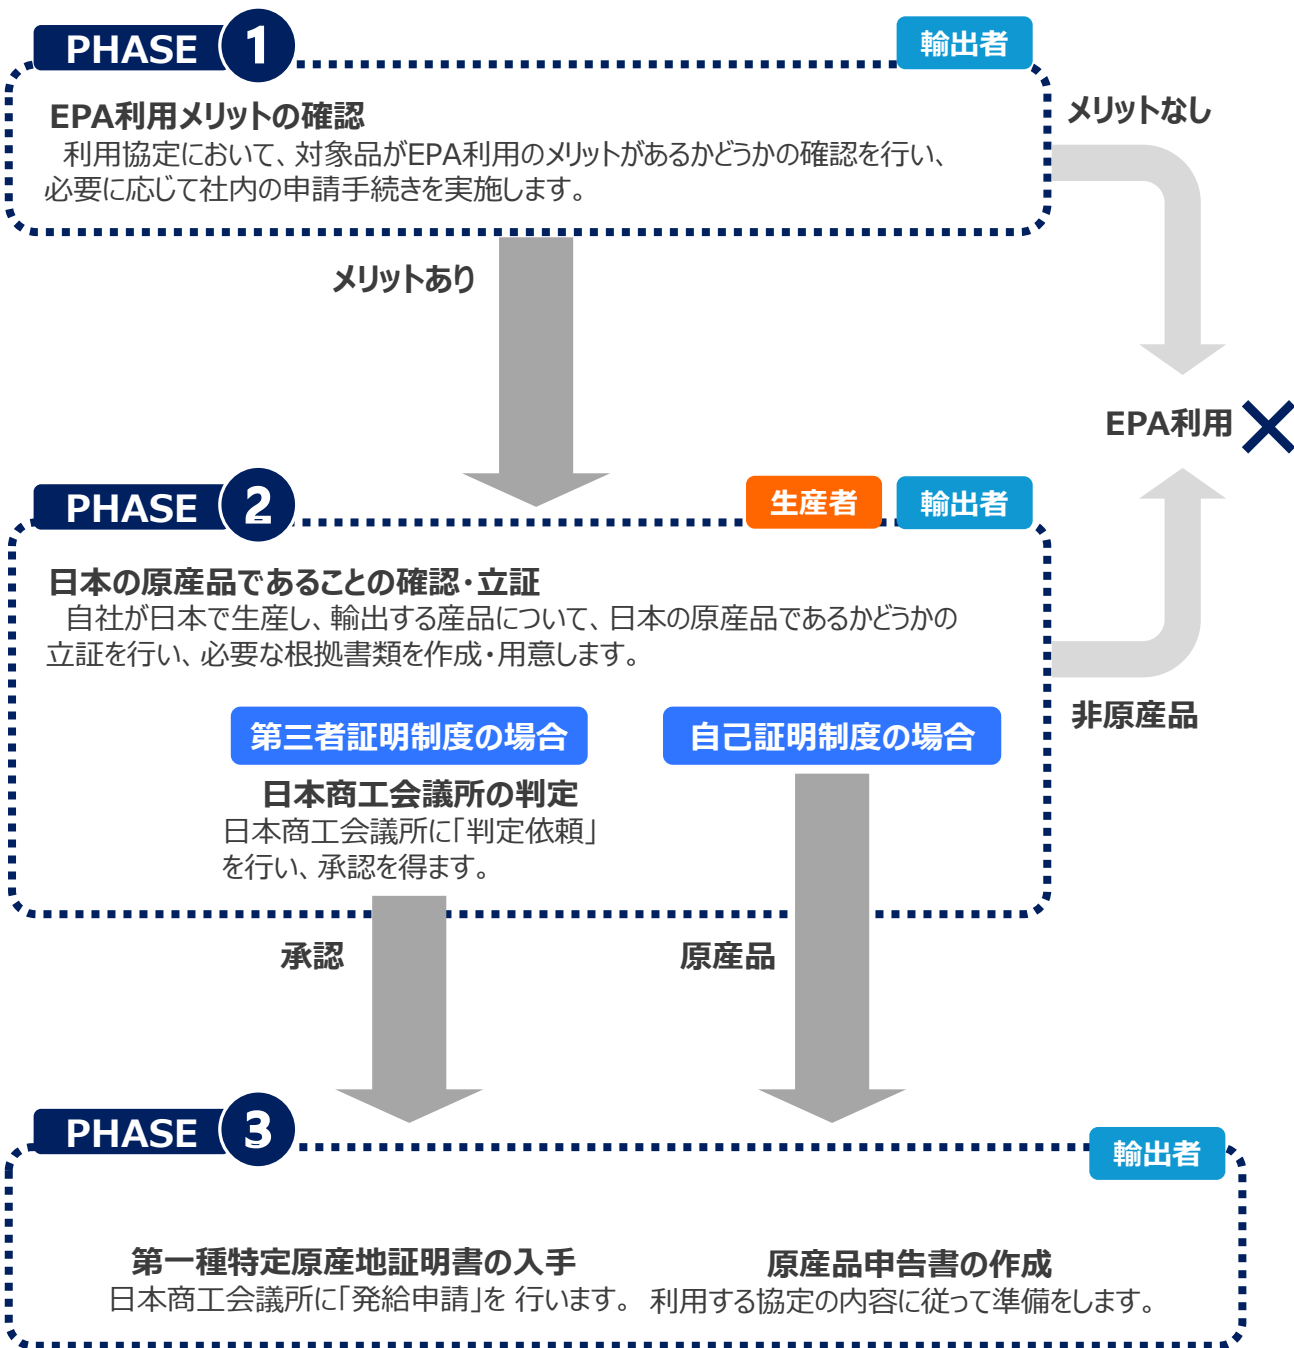 PHASE 1
輸出者
EPA利用メリットの確認
利用協定において、対象品がEPA利用のメリットがあるかどうかの確認を行い、
必要に応じて社内の申請手続きを実施します。
メリットなし
メリットあり
EPA利用
PHASE 2
生産者
輸出者
日本の原産品であることの確認・立証
自社が日本で生産し、輸出する産品について、日本の原産品であるかどうかの
立証を行い、必要な根拠書類を作成・用意します。
非原産品
第三者証明制度の場合
日本商工会議所の判定
日本商工会議所に「判定依頼」
を行い、承認を得ます。
自己証明制度の場合
承認
原産品
PHASE 3
輸出者
第一種特定原産地証明書の入手
日本商工会議所に「発給申請」を 行います。
原産品申告書の作成
利用する協定の内容に従って準備をします。